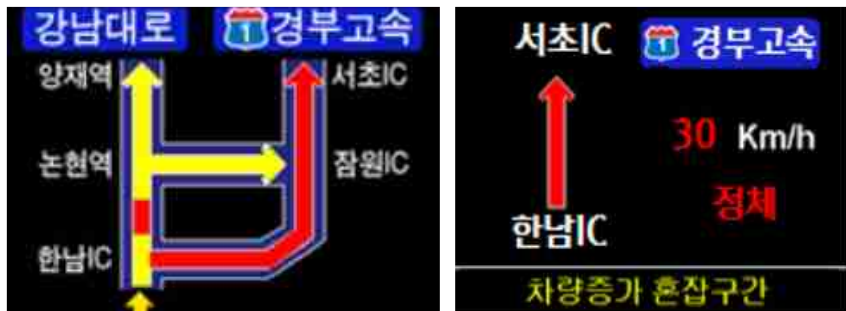 강남대로 1 경부고속
양재역 서초IC
논현역 잠원IC
한남IC
서초IC 1 경부고속
30 Km/h
정체
한남IC
차량증가 혼잡구간